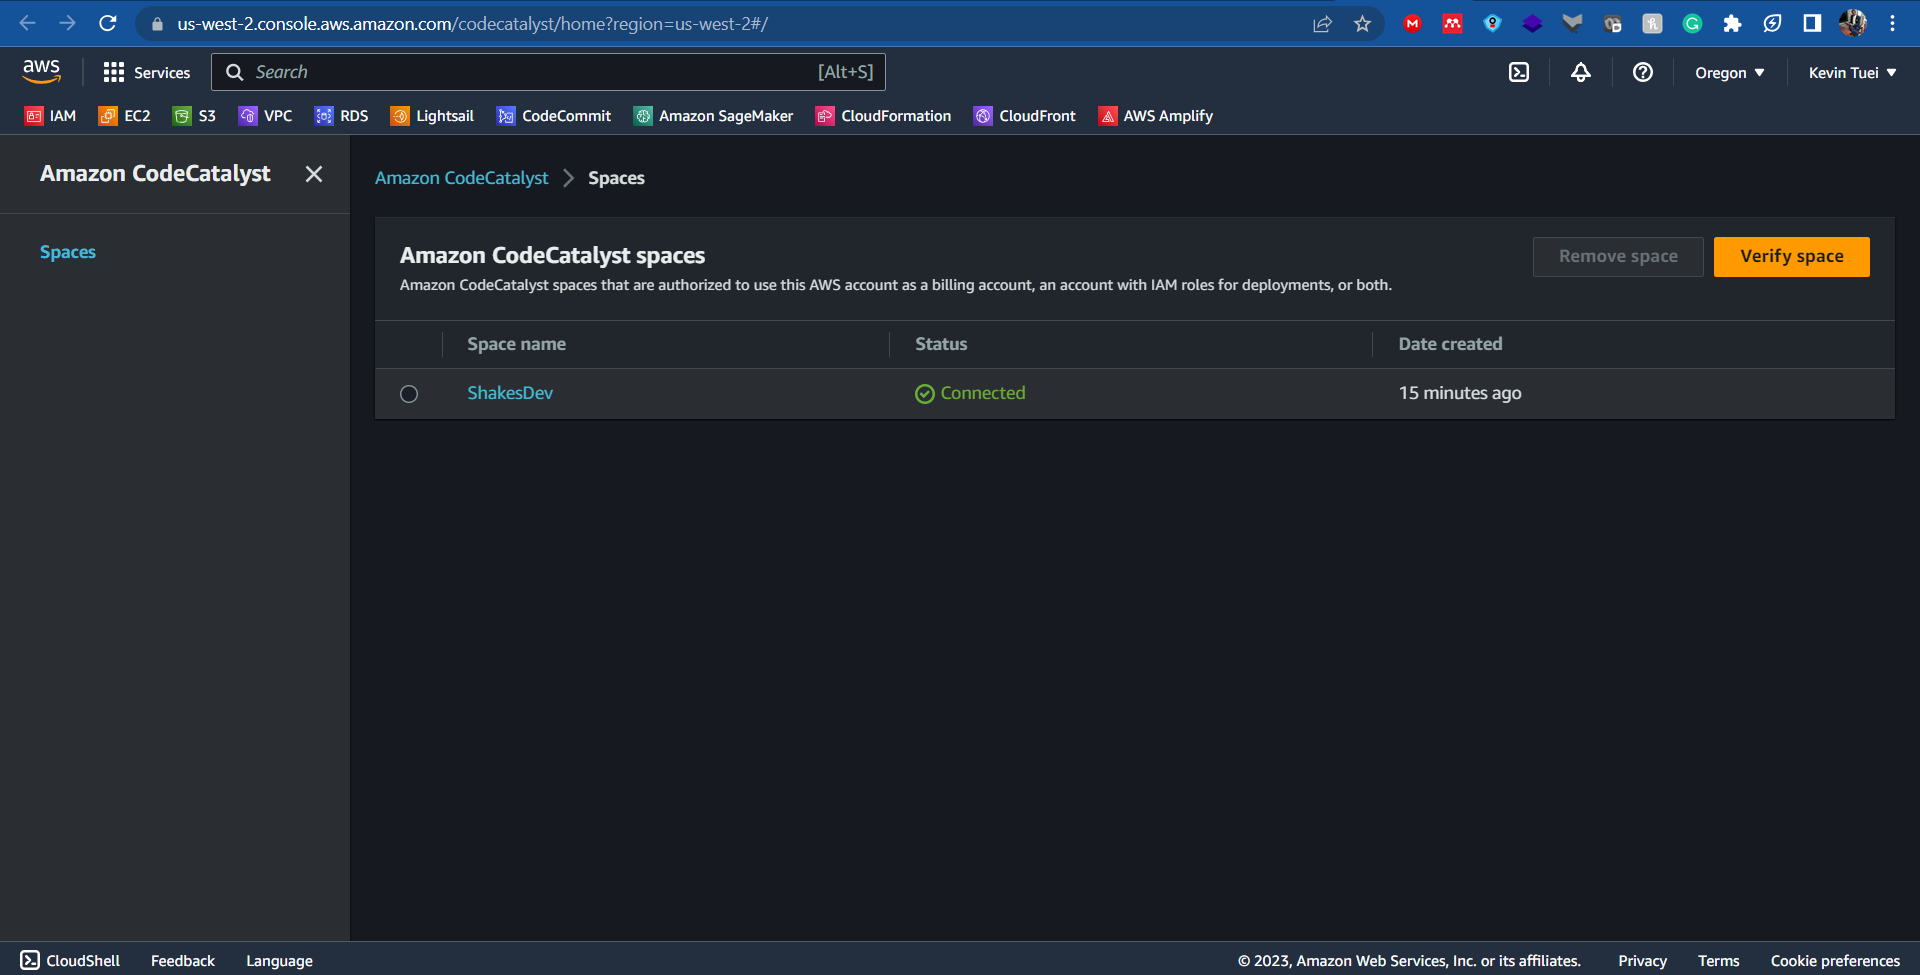 us-west-2.console.aws.amazon.com/codecatalyst/home?region=us-west-2#/
aws Services Search [Alt+S] Oregon Kevin Tuei
IAM EC2 S3 VPC RDS Lightsail CodeCommit Amazon SageMaker CloudFormation CloudFront AWS Amplify
Amazon CodeCatalyst
Spaces
Amazon CodeCatalyst Spaces
Amazon CodeCatalyst spaces
Remove space Verify space
Amazon CodeCatalyst spaces that are authorized to use this AWS account as a billing account, an account with IAM roles for deployments, or both.
Space name Status Date created
ShakesDev Connected 15 minutes ago
CloudShell Feedback Language © 2023, Amazon Web Services, Inc. or its affiliates. Privacy Terms Cookie preferences